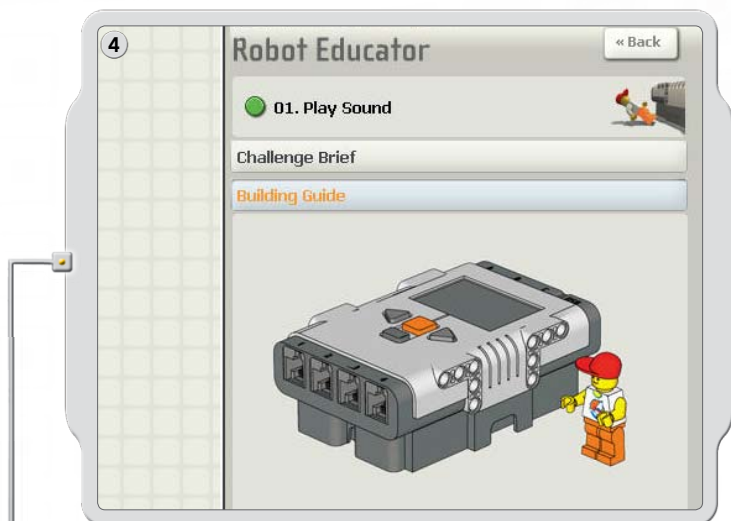 4
Robot Educator
« Back
01. Play Sound
Challenge Brief
Building Guide